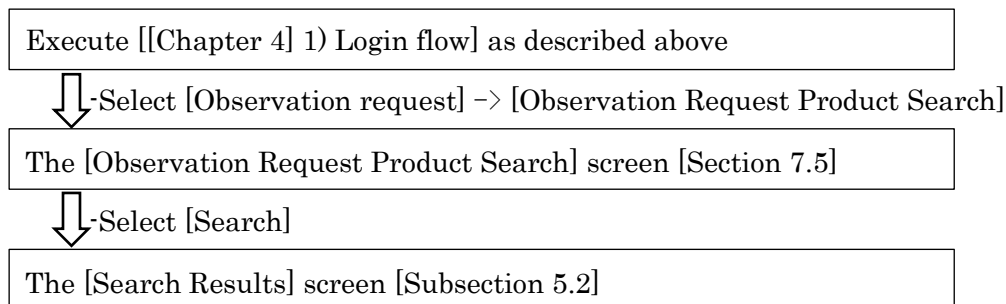 Execute [[Chapter 4] 1) Login flow] as described above
-Select [Observation request] -> [Observation Request Product Search]
The [Observation Request Product Search] screen [Section 7.5]
-Select [Search]
The [Search Results] screen [Subsection 5.2]